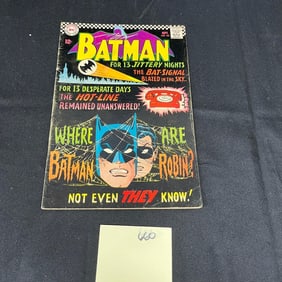 BATMAN
FOR 13 JITTERY NIGHTS
THE BAT-SIGNAL
BLAZED IN THE SKY.
FOR 13 DESPERATE DAYS
THE HOT-LINE
REMAINED UNANSWERED!
WHERE ARE
BATMAN ROBIN?
NOT EVEN THEY KNOW!
660